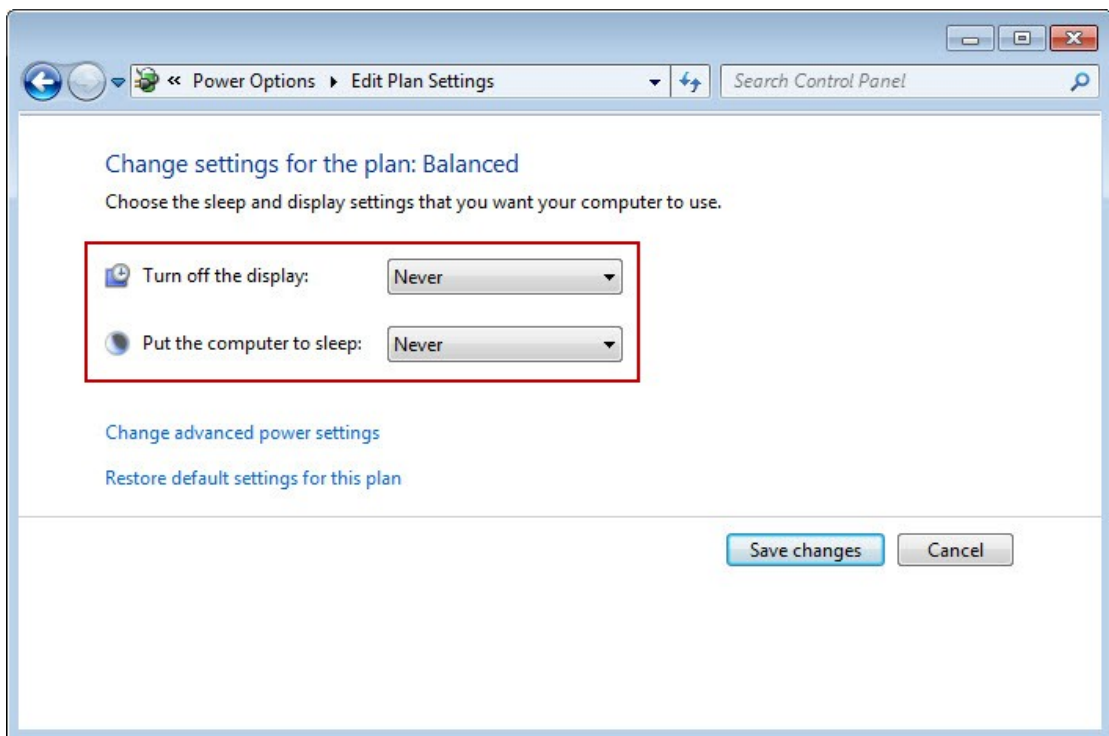 « Power Options ▸ Edit Plan Settings Search Control Panel
Change settings for the plan: Balanced
Choose the sleep and display settings that you want your computer to use.
Turn off the display: Never
Put the computer to sleep: Never
Change advanced power settings
Restore default settings for this plan
Save changes Cancel